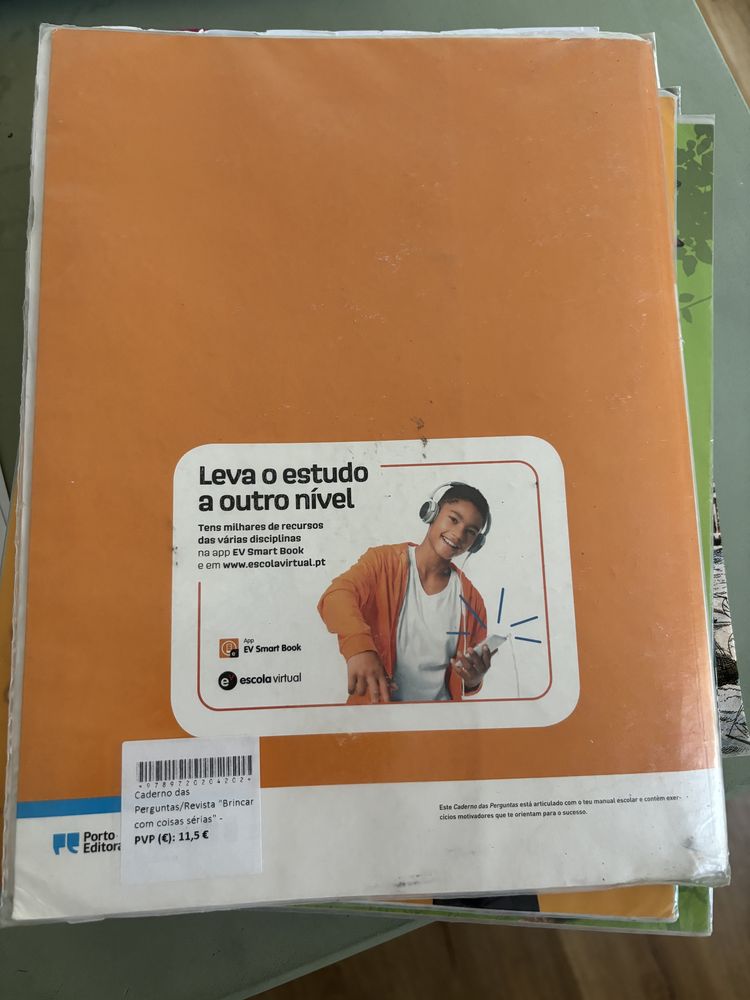 Leva o estudo
a outro nível
Tens milhares de recursos
das várias disciplinas
na app EV Smart Book
e em www.escolavirtual.pt
App
EV Smart Book
e
escola virtual
Caderno das
Perguntas/Revista "Brincar
com coisas sérias" -
PVP (€): 11,5 €
Porto
Editora
Este Caderno das Perguntas está articulado com o teu manual escolar e contém exer-
cícios motivadores que te orientam para o sucesso.